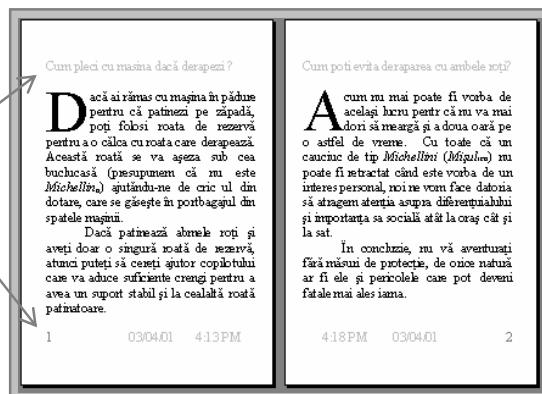 Cum pleci cu masina dacă derapezi ?
Dacă ai rămas cu mașina în pădure
pentru că patinezi pe zăpadă,
poți folosi roata de rezervă
pentru a o călca cu roata care derapează.
Această roată se va așeza sub cea
buclucasă (presupunem că nu este
Michellin) ajutându-ne de cric ul din
dotare, care se găsește în portbagajul din
spatele mașinii.
Dacă patinează abmele roți și
aveți doar o singură roată de rezervă,
atunci puteți să cereți ajutor copilotului
care va aduce suficiente crengi pentru a
avea un suport stabil și la cealaltă roată
patinatoare.
1 03/04/01 4:13 PM
Cum poti evita deraparea cu ambele roți?
Acum nu mai poate fi vorba de
același lucru pentr că nu va mai
dori să meargă și a doua oară pe
o astfel de vreme. Cu toate că un
cauciuc de tip Michellini (Mișul) nu
poate fi retractat când este vorba de un
interes personal, noi ne vom face datoria
să atragem atenția asupra diferențuialului
și importanța sa socială atât la oraș cât și
la sat.
În concluzie, nu vă aventurați
fără măsuri de protecție, de orice natură
ar fi ele și pericolele care pot deveni
fatale mai ales iarna.
4:18 PM 03/04/01 2